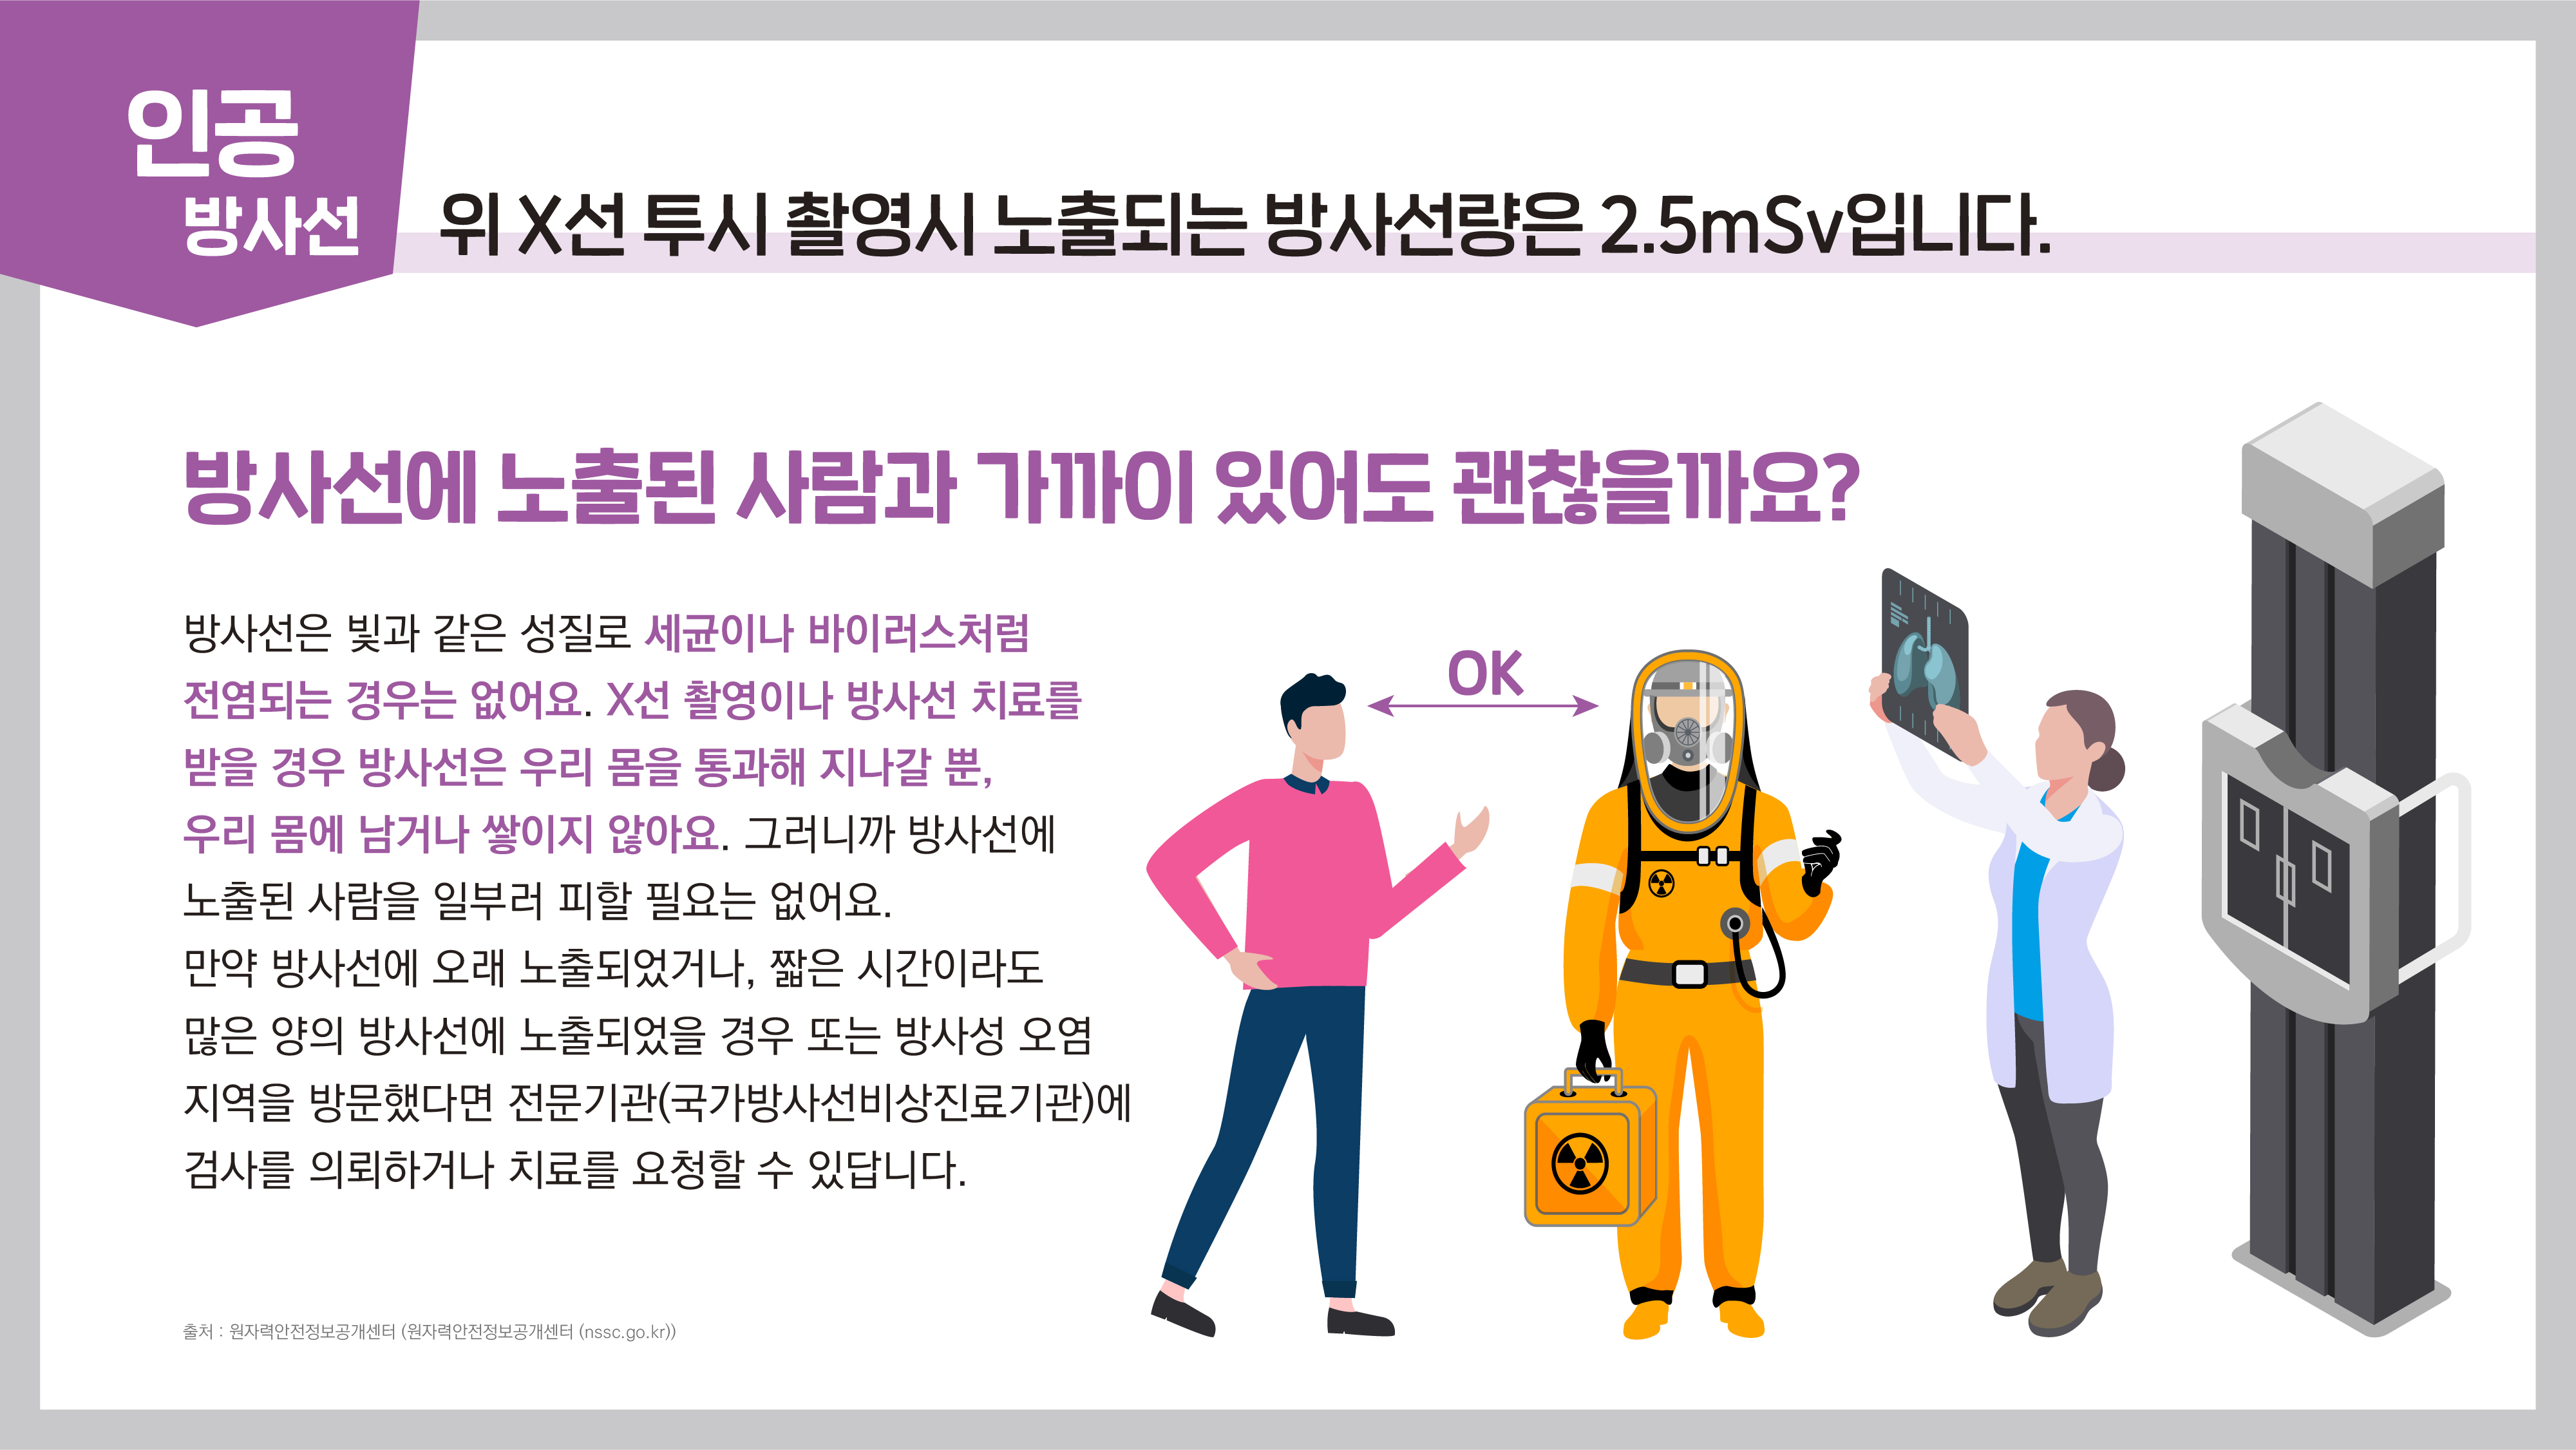 인공
방사선
위 X선 투시 촬영시 노출되는 방사선량은 2.5mSv입니다.
방사선에 노출된 사람과 가까이 있어도 괜찮을까요?
방사선은 빛과 같은 성질로 세균이나 바이러스처럼
전염되는 경우는 없어요. X선 촬영이나 방사선 치료를
받을 경우 방사선은 우리 몸을 통과해 지나갈 뿐,
우리 몸에 남거나 쌓이지 않아요. 그러니까 방사선에
노출된 사람을 일부러 피할 필요는 없어요.
만약 방사선에 오래 노출되었거나, 짧은 시간이라도
많은 양의 방사선에 노출되었을 경우 또는 방사성 오염
지역을 방문했다면 전문기관(국가방사선비상진료기관)에
검사를 의뢰하거나 치료를 요청할 수 있답니다.
OK
출처 : 원자력안전정보공개센터 (원자력안전정보공개센터 (nssc.go.kr))